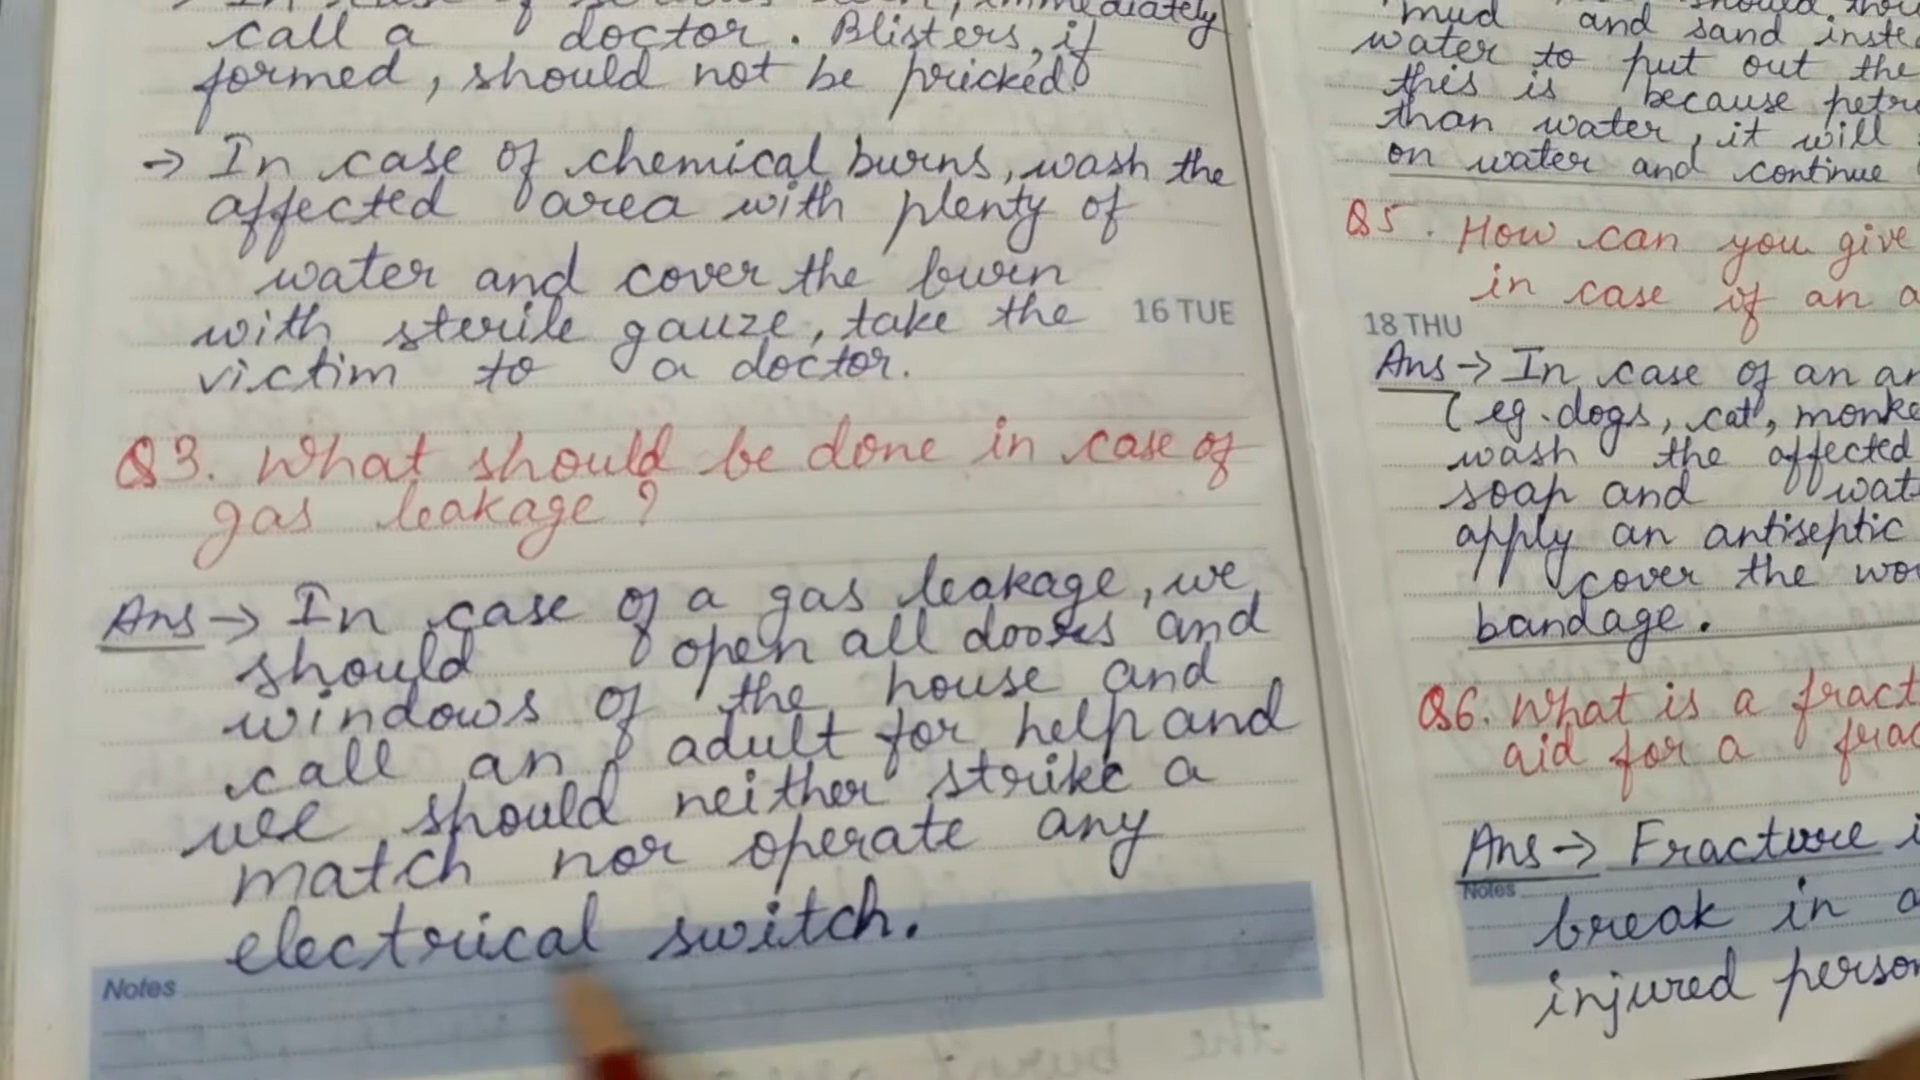 In case of serious burn, immediately
call a doctor. Blisters, if
formed, should not be pricked
→ In case of chemical burns, wash the
affected area with plenty of
water and cover the burn
with sterile gauze, take the
16 TUE
victim to a doctor.
Q3. What should be done in case of
gas leakage?
Ans → In case of a gas leakage, we
should open all doors and
windows of the house and
call an adult for help and
we should neither strike a
match nor operate any
electrical switch.
Notes
mud and sand
water to put out the
this is because
than water, it will
on water and continue
Q5. How can you give
in case of an a
18 THU
Ans → In case of an an
(eg. dogs, cat,
wash the affected
soap and
apply an antiseptic
cover the
bandage.
Q6. What is a
aid for a
Ans → Fracture i
Notes
break in a
injured